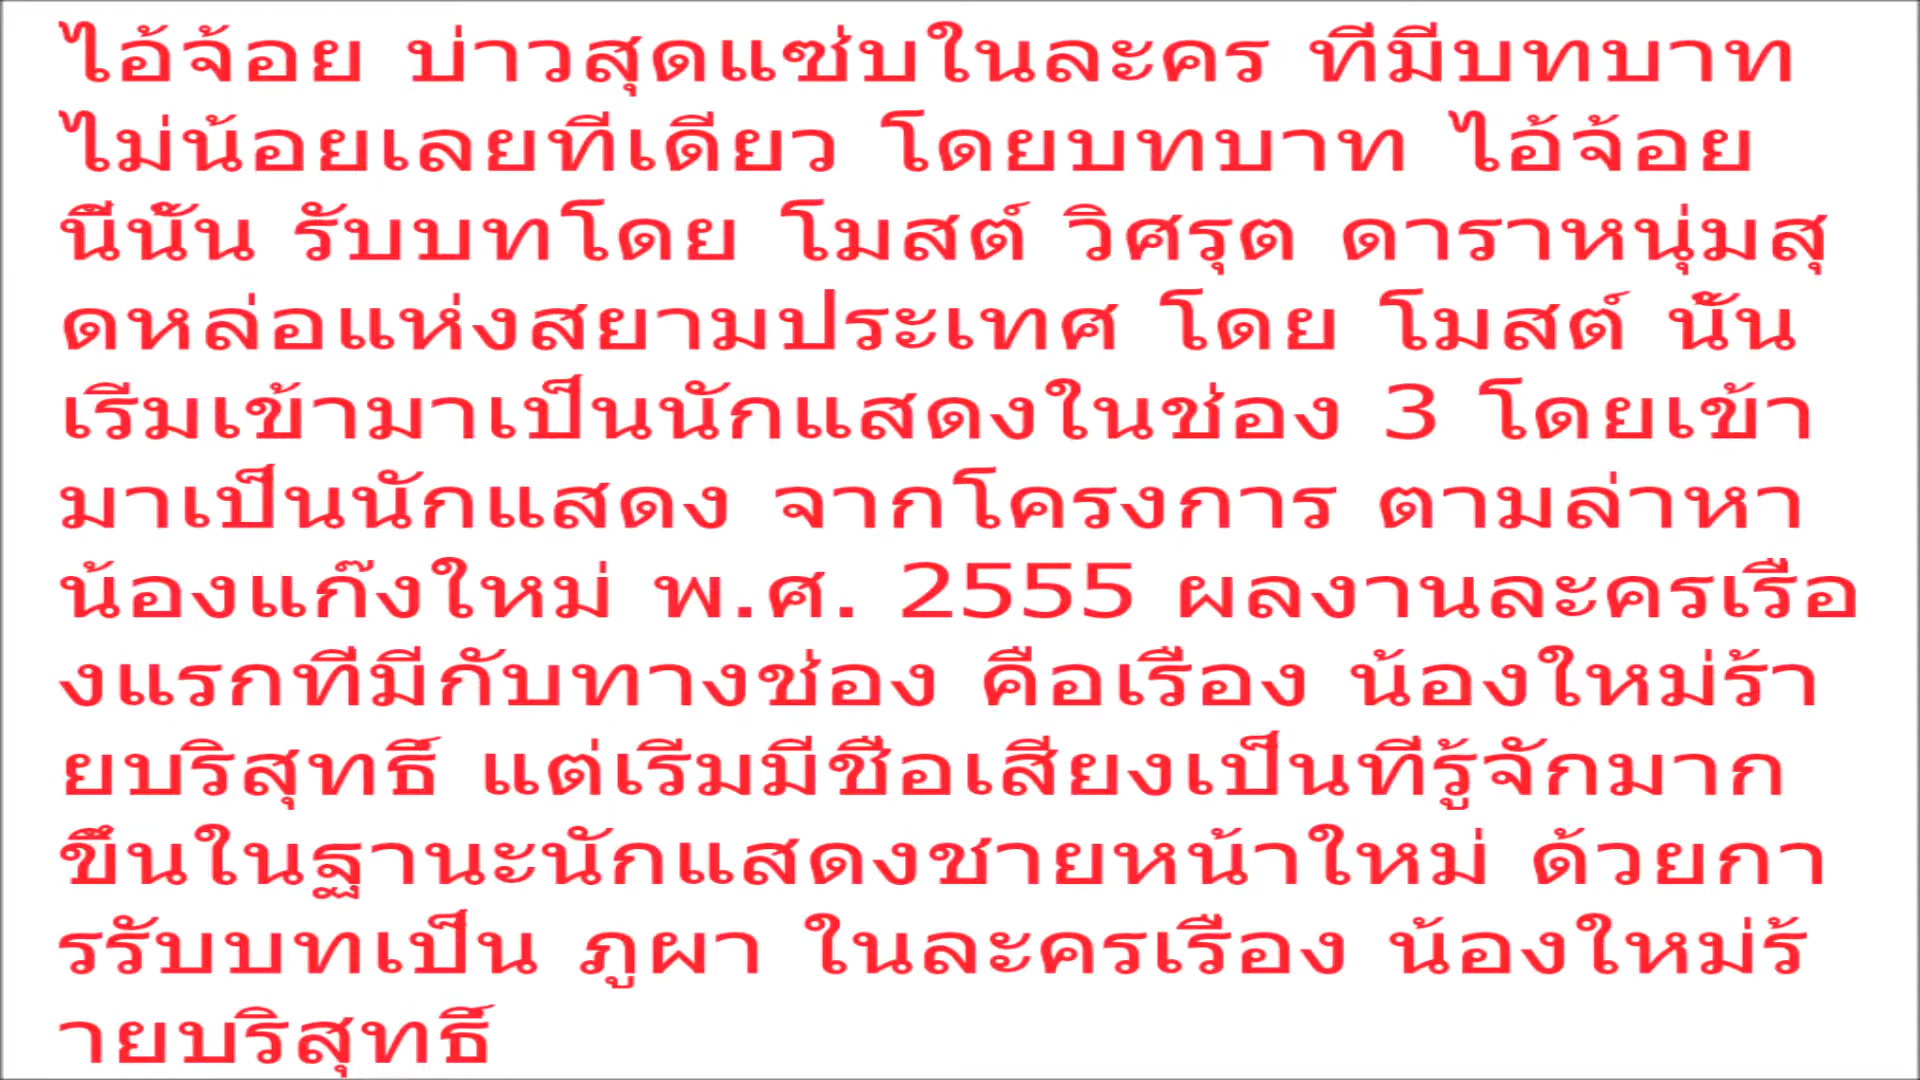 ไอ้จ้อย บ่าวสุดแซ่บในละคร ที่มีบทบาท
ไม่น้อยเลยทีเดียว โดยบทบาท ไอ้จ้อย
นี้นั้น รับบทโดย โมสต์ วิศรุต ดาราหนุ่มสุ
ดหล่อแห่งสยามประเทศ โดย โมสต์ นั้น
เริ่มเข้ามาเป็นนักแสดงในช่อง 3 โดยเข้า
มาเป็นนักแสดง จากโครงการ ตามล่าหา
น้องแก๊งใหม่ พ.ศ. 2555 ผลงานละครเรื่อ
งแรกที่มีกับทางช่อง คือเรื่อง น้องใหม่ร้า
ยบริสุทธิ์ แต่เริ่มมีชื่อเสียงเป็นที่รู้จักมาก
ขึ้นในฐานะนักแสดงชายหน้าใหม่ ด้วยกา
รรับบทเป็น ภูผา ในละครเรื่อง น้องใหม่ร้
ายบริสุทธิ์